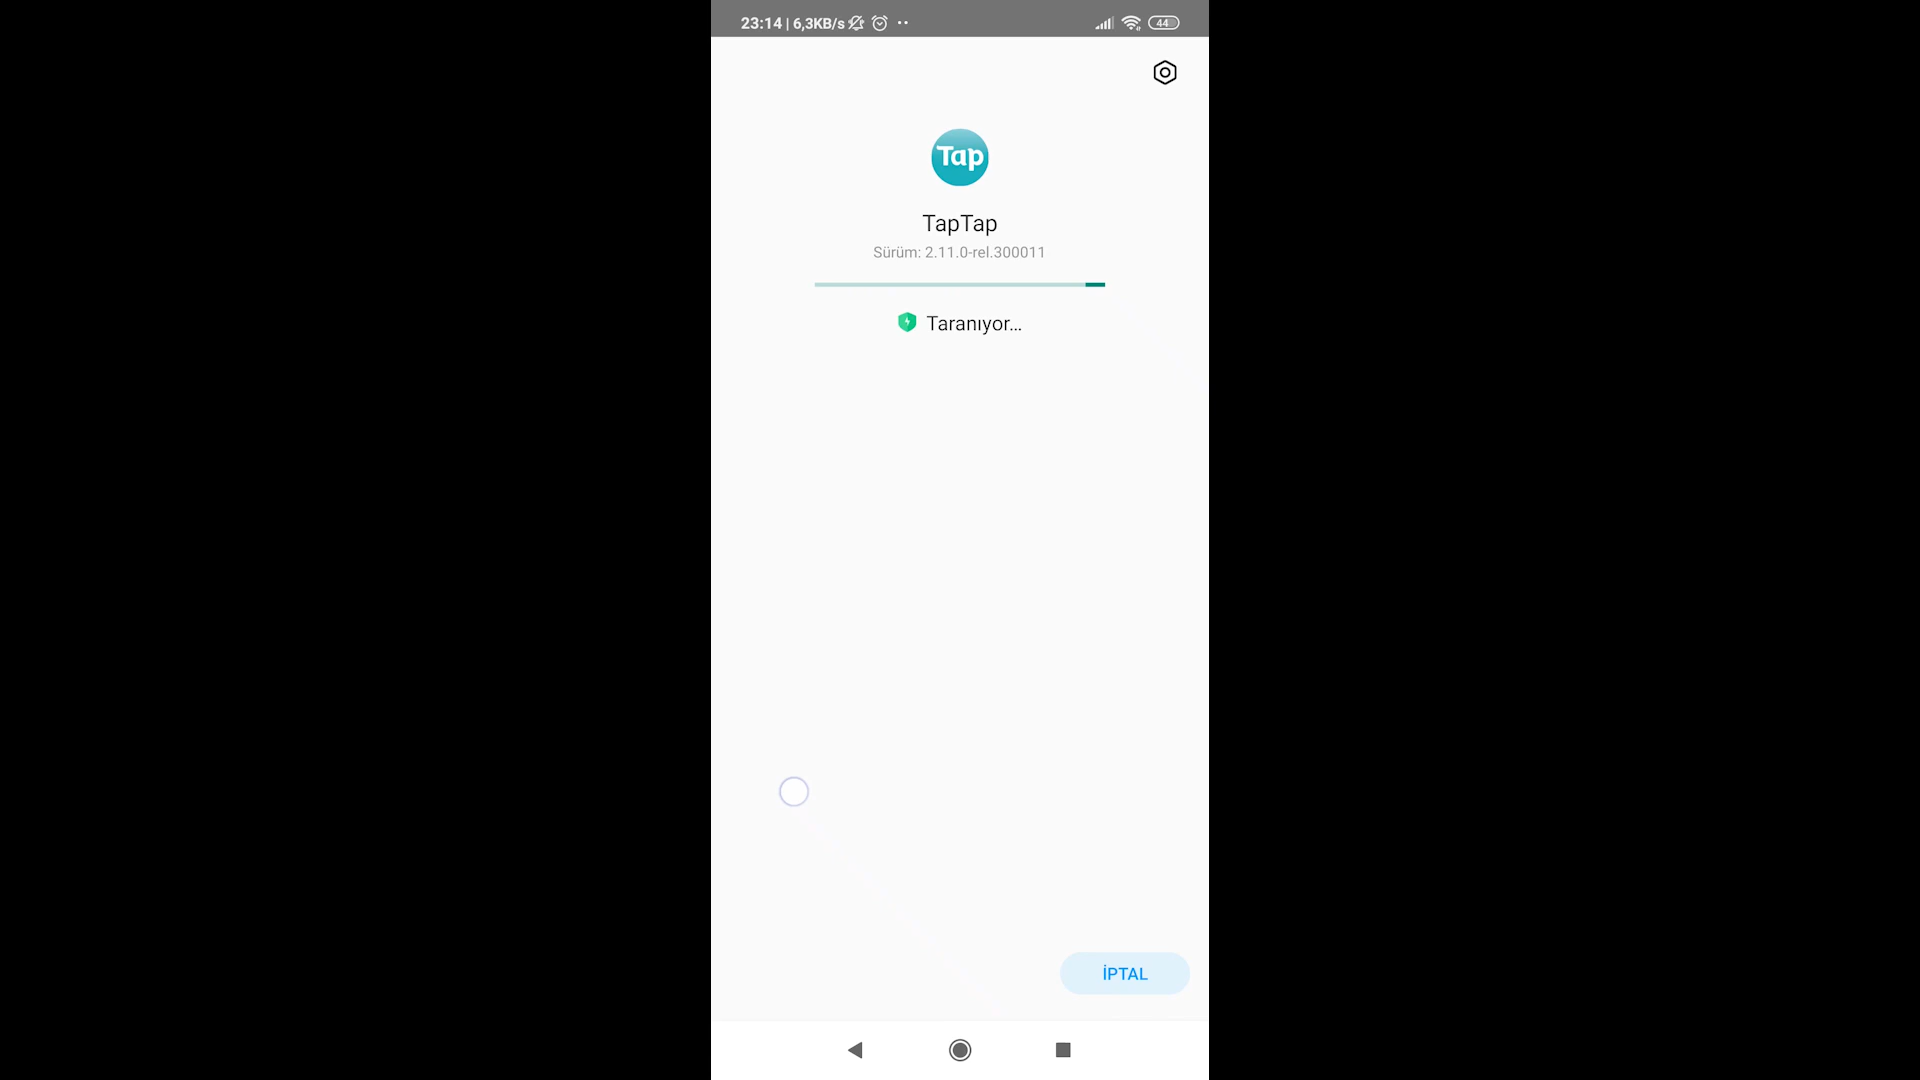 23:14 | 6,3KB/s
44
Tap
TapTap
Sürüm: 2.11.0-rel.300011
Taranıyor...
İPTAL